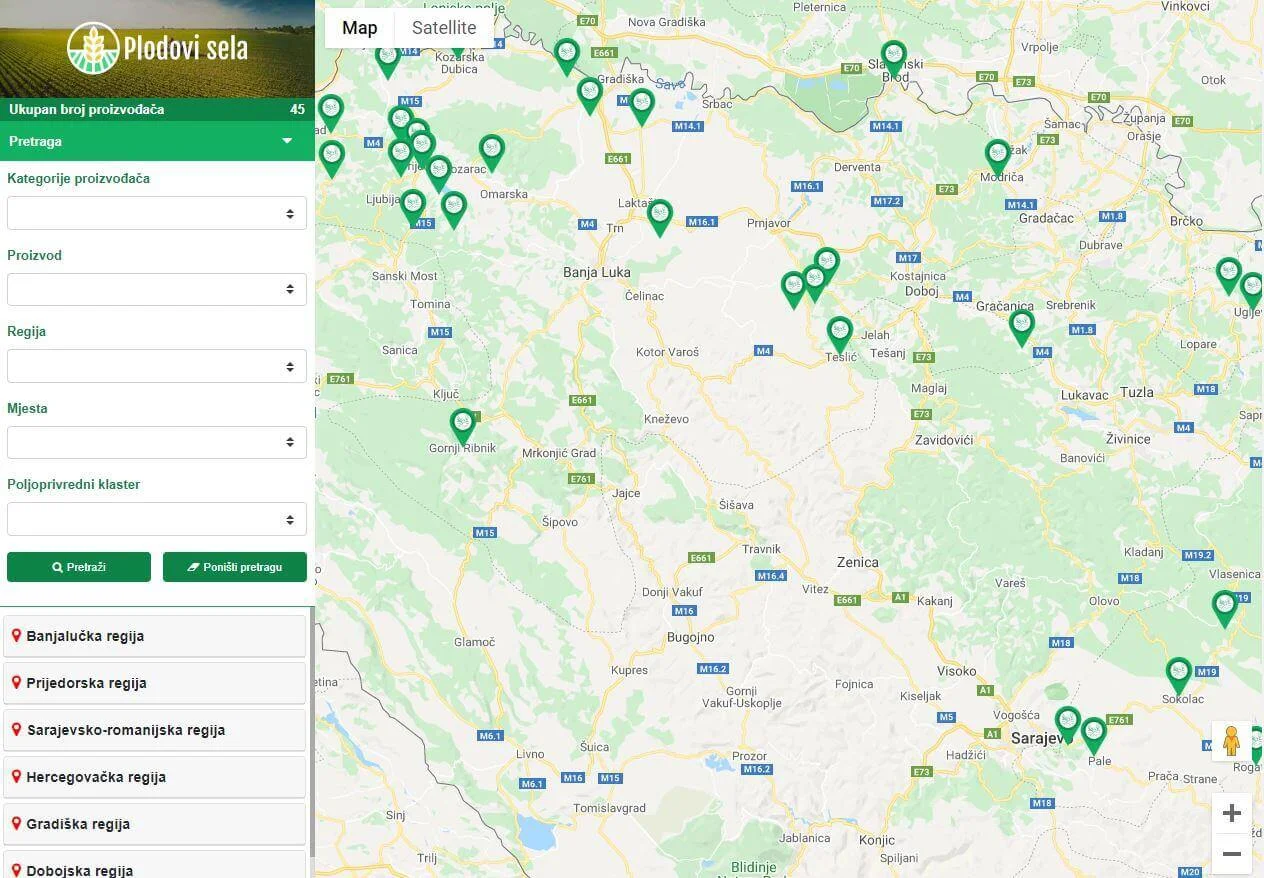 Plodovi sela
Ukupan broj proizvođača 45
Pretraga
Kategorije proizvođača
Proizvod
Regija
Mjesta
Poljoprivredni klaster
Pretraži Poništi pretragu
Banjalučka regija
Prijedorska regija
Sarajevsko-romanijska regija
Hercegovačka regija
Gradiška regija
Dobojska regija
Map Satellite
Lonjsko polje
Pleternica
Vinkovci
E70
Nova Gradiška
M14
14
Kozarska
Dubica
E661
Vrpolje
Slavonski
Brod
E70
E70
E73
Otok
Gradiška
Sava
Srbac
M15
E70
Županja
E70
M14.1
M14.1
Šamac
Orašje
M4
E73
E661
Derventa
Modriča
Omarska
M16.1
E73
Ljubija
Laktaši
M17.2
M14.1
Gradačac
M1.8
Brčko
M15
M4
Trn
M16.1
Prnjavor
Dubrave
M17
Sanski Most
Banja Luka
Kostajnica
Doboj
M4
Tomina
Čelinac
Gračanica
Srebrenik
M15
M1.8
Jelah
Lopare
Sanica
Kotor Varoš
M4
Teslić
Tešanj
E73
M4
E761
Ključ
E661
Maglaj
M18
Lukavac
Tuzla
E73
Kneževo
M4
Gornji Ribnik
Mrkonjić Grad
Zavidovići
Živinice
Banovići
E761
Jajce
Šišava
Šipovo
M15
E661
Travnik
Zenica
Kladanj
M19.2
M16.4
M18
Vlasenica
Donji Vakuf
Vitez
Vareš
E661
A1
Kakanj
Olovo
M16
Bugojno
Glamoč
M18
Kupres
M16.2
Visoko
M19
Fojnica
Kiseljak
A1
Sokolac
Gornji
Vakuf-Uskoplje
M5
Vogošća
E761
M6.1
A1
Sarajevo
Livno
Šuica
Prozor
Hadžići
Pale
M16.2
E73
Prača
Strane
M6.1
M16
M15
Tomislavgrad
M18
Sinj
Jablanica
Konjic
Trilj
Spiljani
Blidinje
M20